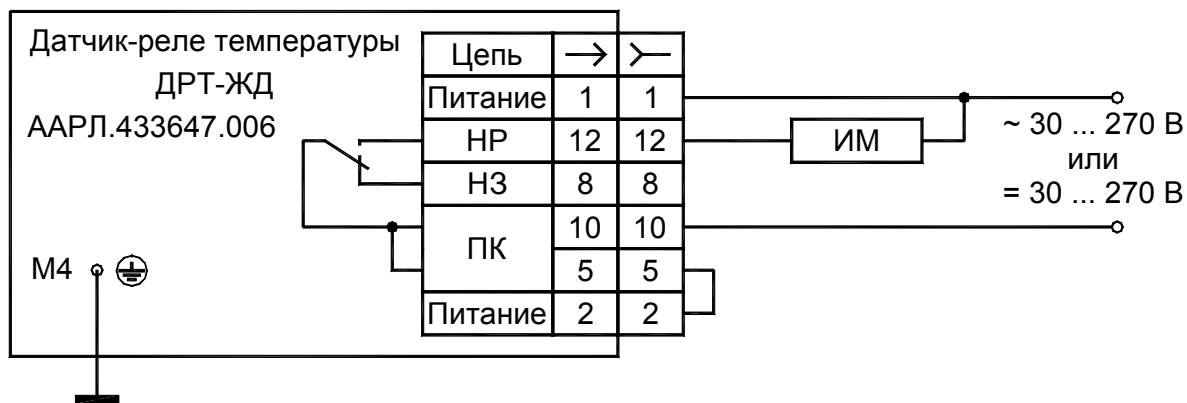 Датчик-реле температуры
ДРТ-ЖД
ААРЛ.433647.006
Цепь
Питание 1 1
НР 12 12
НЗ 8 8
ПК 10 10
5 5
Питание 2 2
ИМ
~ 30 ... 270 В
или
= 30 ... 270 В
М4